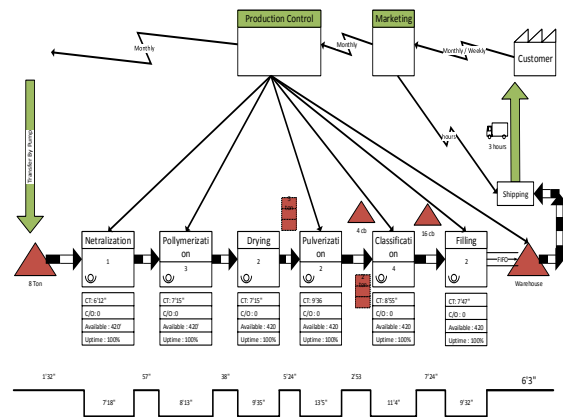 Production Control
Marketing
Customer
Monthly
Monthly
Monthly / Weekly
Transfer By Pump
hours
3 hours
Shipping
ton
4 cb
16 cb
8 Ton
Netralization
1
Pollymerizati
on
3
Drying
2
Pulverizati
on
2
Classificati
on
4
Filling
2
FIFO
Warehouse
ton
CT: 6'12"
C/O: 0
Available : 420'
Uptime : 100%
CT: 7'15"
C/O: 0
Available : 420'
Uptime : 100%
CT: 7'15"
C/O: 0
Available : 420
Uptime : 100%
CT: 9'36
C/O: 0
Available : 420
Uptime : 100%
CT: 8'55"
C/O: 0
Available : 420
Uptime : 100%
CT: 7'47"
C/O: 0
Available : 420
Uptime : 100%
1'32"
57"
38"
5'24"
2'53
7'24"
6'3"
7'18"
8'13"
9'35"
13'5"
11'4"
9'32"